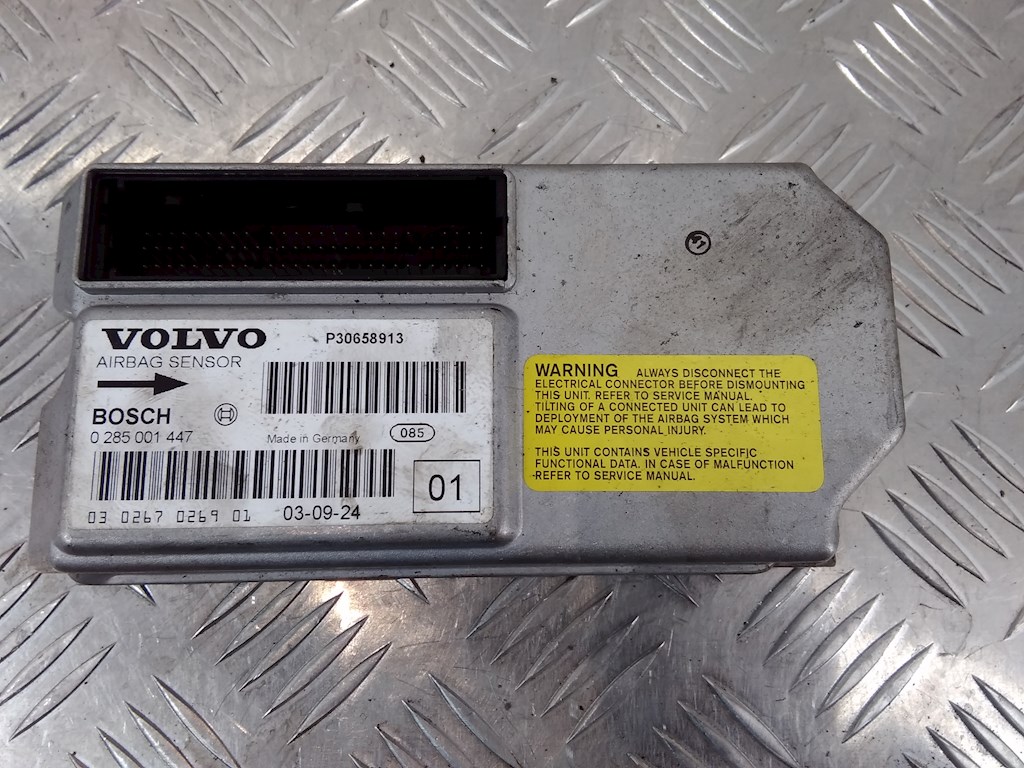 VOLVO
P30658913
AIRBAG SENSOR
BOSCH
0 285 001 447
Made in Germany
085
01
03 0267 0269 01
03-09-24
WARNING ALWAYS DISCONNECT THE
ELECTRICAL CONNECTOR BEFORE DISMOUNTING
THIS UNIT. REFER TO SERVICE MANUAL.
TILTING OF A CONNECTED UNIT CAN LEAD TO
DEPLOYMENT OF THE AIRBAG SYSTEM WHICH
MAY CAUSE PERSONAL INJURY.
THIS UNIT CONTAINS VEHICLE SPECIFIC
FUNCTIONAL DATA. IN CASE OF MALFUNCTION
REFER TO SERVICE MANUAL.